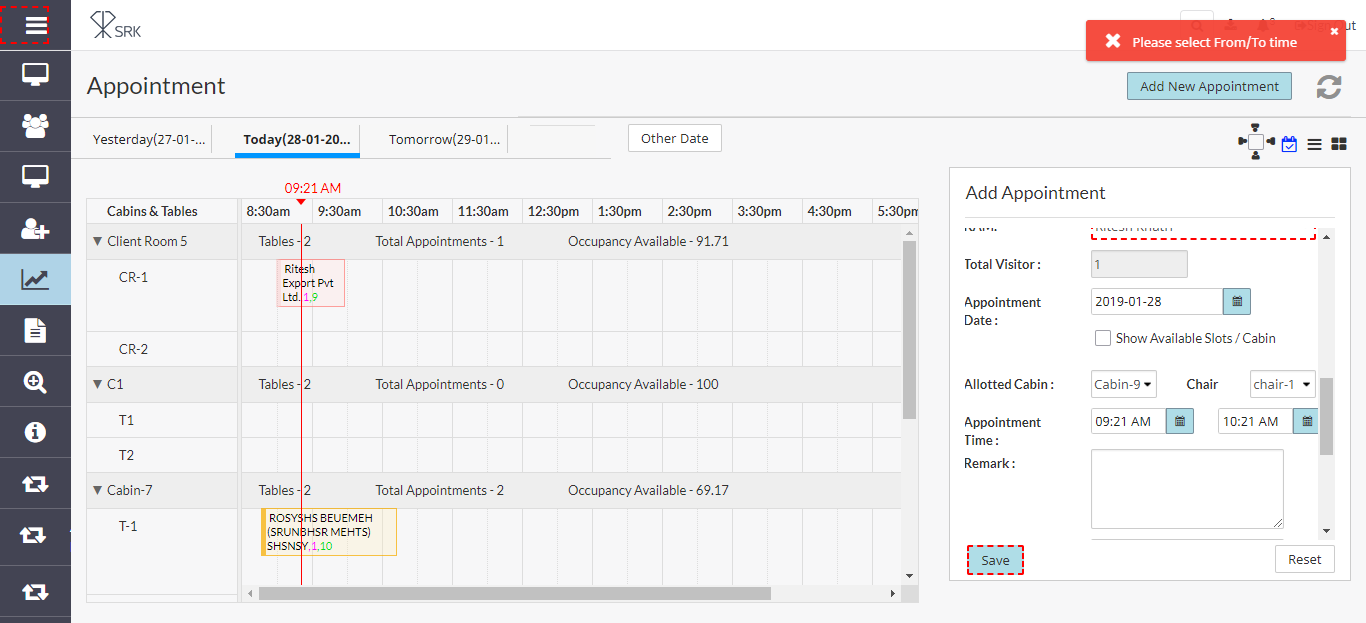 SRK
Please select From/To time
Appointment
Add New Appointment
Yesterday(27-01-...
Today(28-01-20...
Tomorrow(29-01...
Other Date
09:21 AM
Cabins & Tables
8:30am 9:30am 10:30am 11:30am 12:30pm 1:30pm 2:30pm 3:30pm 4:30pm 5:30pm
Client Room 5 Tables - 2 Total Appointments - 1 Occupancy Available - 91.71
CR-1
Ritesh
Export Pvt
Ltd.,1,9
CR-2
C1 Tables - 2 Total Appointments - 0 Occupancy Available - 100
T1
T2
Cabin-7 Tables - 2 Total Appointments - 2 Occupancy Available - 69.17
T-1
ROSYSHS BEUEMEH
(SRUNBHSR MEHTS)
SHSNSY,1,10
Add Appointment
Total Visitor : 1
Appointment
Date :
2019-01-28
Show Available Slots / Cabin
Allotted Cabin : Cabin-9 Chair chair-1
Appointment
Time :
09:21 AM 10:21 AM
Remark :
Save Reset